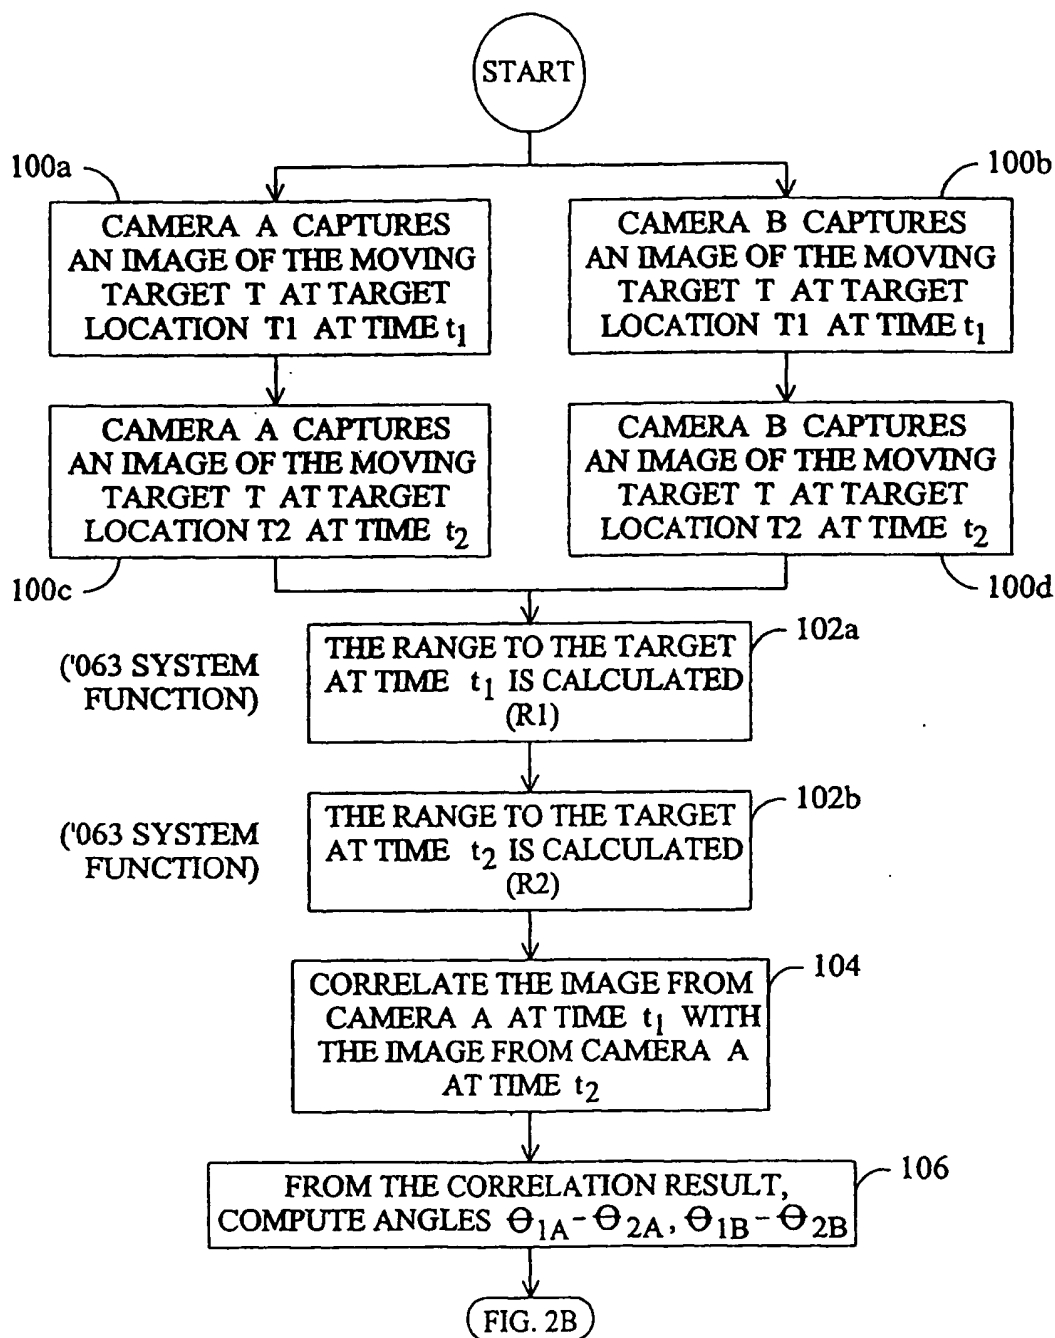 START
100a
100b
CAMERA A CAPTURES
AN IMAGE OF THE MOVING
TARGET T AT TARGET
LOCATION T1 AT TIME t₁
CAMERA B CAPTURES
AN IMAGE OF THE MOVING
TARGET T AT TARGET
LOCATION T1 AT TIME t₁
CAMERA A CAPTURES
AN IMAGE OF THE MOVING
TARGET T AT TARGET
LOCATION T2 AT TIME t₂
CAMERA B CAPTURES
AN IMAGE OF THE MOVING
TARGET T AT TARGET
LOCATION T2 AT TIME t₂
100c
100d
('063 SYSTEM
FUNCTION)
THE RANGE TO THE TARGET
AT TIME t₁ IS CALCULATED
(R1)
102a
('063 SYSTEM
FUNCTION)
THE RANGE TO THE TARGET
AT TIME t₂ IS CALCULATED
(R2)
102b
CORRELATE THE IMAGE FROM
CAMERA A AT TIME t₁ WITH
THE IMAGE FROM CAMERA A
AT TIME t₂
104
FROM THE CORRELATION RESULT,
COMPUTE ANGLES Θ1A-Θ2A, Θ1B-Θ2B
106
FIG. 2B